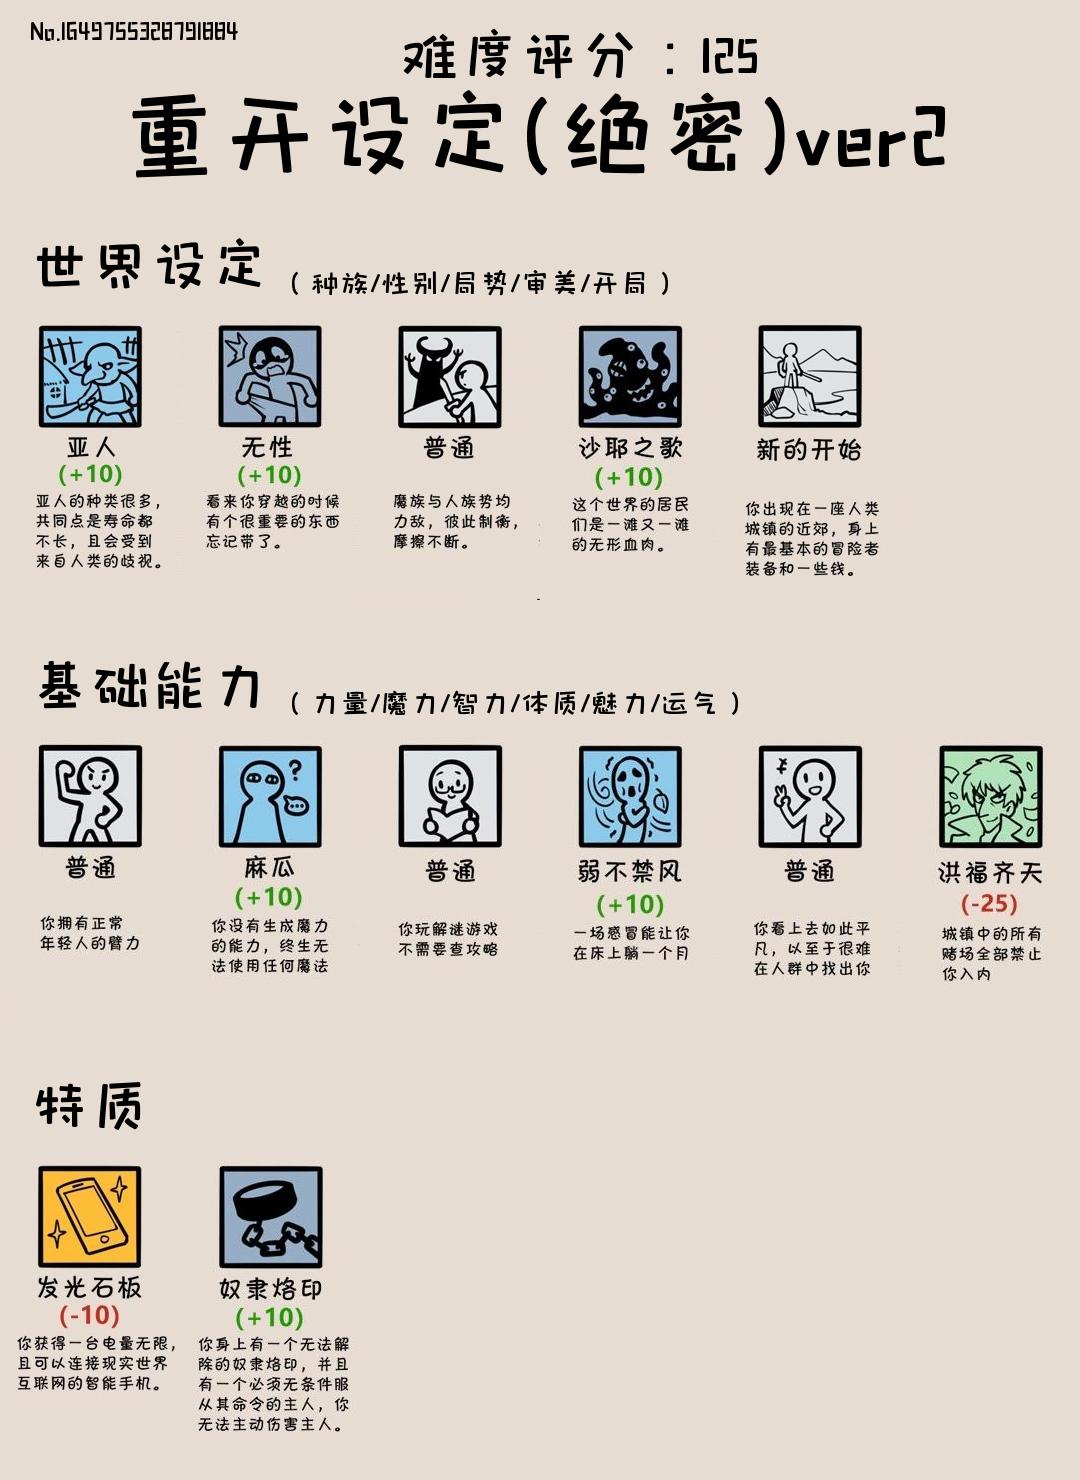 No.1649755328791884
难度评分：125
重开设定(绝密)ver2
世界设定 （种族/性别/局势/审美/开局）
亚人
(+10)
亚人的种类很多，
共同点是寿命都
不长，且会受到
来自人类的歧视。
无性
(+10)
看来你穿越的时候
有个很重要的东西
忘记带了。
普通
魔族与人族势均
力敌，彼此制衡，
摩擦不断。
沙耶之歌
(+10)
这个世界的居民
们是一滩又一滩
的无形血肉。
新的开始
你出现在一座人类
城镇的近郊，身上
有最基本的冒险者
装备和一些钱。
基础能力 （力量/魔力/智力/体质/魅力/运气）
普通
你拥有正常
年轻人的臂力
麻瓜
(+10)
你没有生成魔力
的能力，终生无
法使用任何魔法
普通
你玩解谜游戏
不需要查攻略
弱不禁风
(+10)
一场感冒能让你
在床上躺一个月
普通
你看上去如此平
凡，以至于很难
在人群中找出你
洪福齐天
(-25)
城镇中的所有
赌场全部禁止
你入内
特质
发光石板
(-10)
你获得一台电量无限，
且可以连接现实世界
互联网的智能手机。
奴隶烙印
(+10)
你身上有一个无法解
除的奴隶烙印，并且
有一个必须无条件服
从其命令的主人，你
无法主动伤害主人。